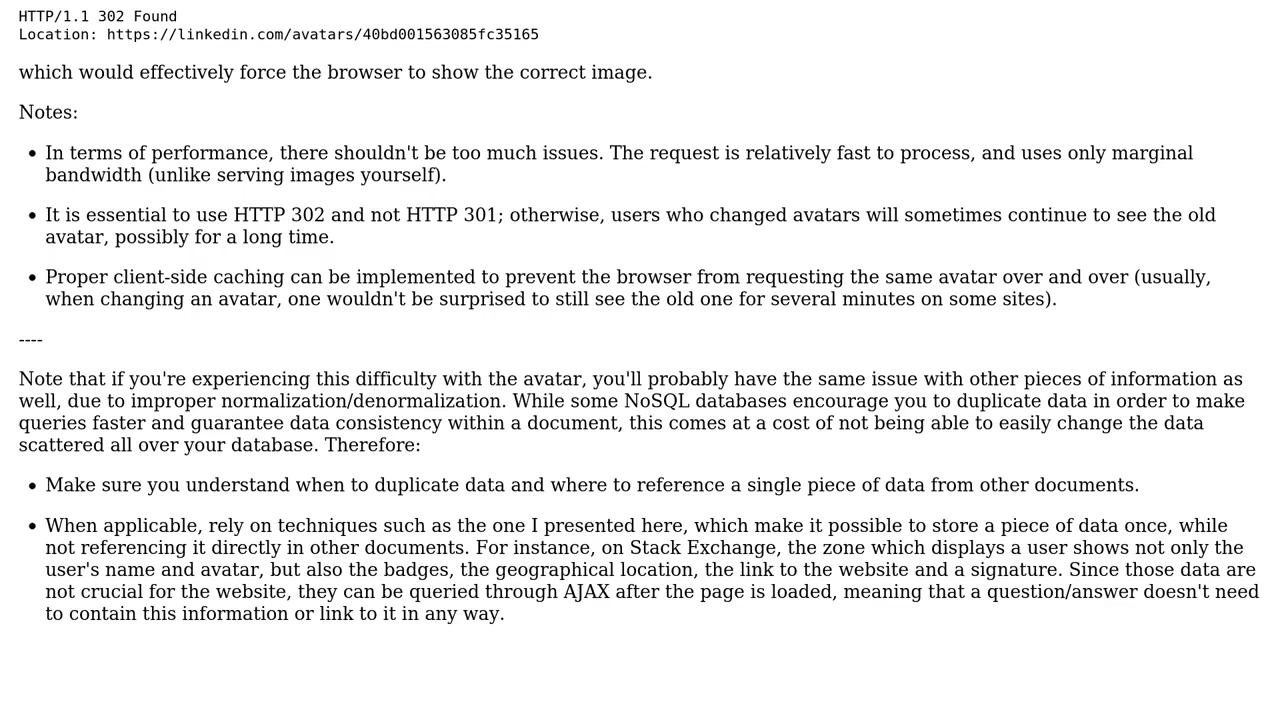 HTTP/1.1 302 Found
Location: https://linkedin.com/avatars/40bd001563085fc35165
which would effectively force the browser to show the correct image.
Notes:
• In terms of performance, there shouldn't be too much issues. The request is relatively fast to process, and uses only marginal
bandwidth (unlike serving images yourself).
• It is essential to use HTTP 302 and not HTTP 301; otherwise, users who changed avatars will sometimes continue to see the old
avatar, possibly for a long time.
• Proper client-side caching can be implemented to prevent the browser from requesting the same avatar over and over (usually,
when changing an avatar, one wouldn't be surprised to still see the old one for several minutes on some sites).
----
Note that if you're experiencing this difficulty with the avatar, you'll probably have the same issue with other pieces of information as
well, due to improper normalization/denormalization. While some NoSQL databases encourage you to duplicate data in order to make
queries faster and guarantee data consistency within a document, this comes at a cost of not being able to easily change the data
scattered all over your database. Therefore:
• Make sure you understand when to duplicate data and where to reference a single piece of data from other documents.
• When applicable, rely on techniques such as the one I presented here, which make it possible to store a piece of data once, while
not referencing it directly in other documents. For instance, on Stack Exchange, the zone which displays a user shows not only the
user's name and avatar, but also the badges, the geographical location, the link to the website and a signature. Since those data are
not crucial for the website, they can be queried through AJAX after the page is loaded, meaning that a question/answer doesn't need
to contain this information or link to it in any way.